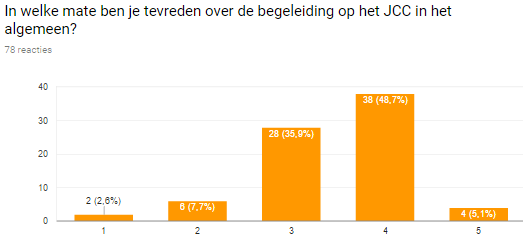 In welke mate ben je tevreden over de begeleiding op het JCC in het
algemeen?
78 reacties
40
30
20
10
0
2 (2,6%)
6 (7,7%)
28 (35,9%)
38 (48,7%)
4 (5,1%)
1 2 3 4 5